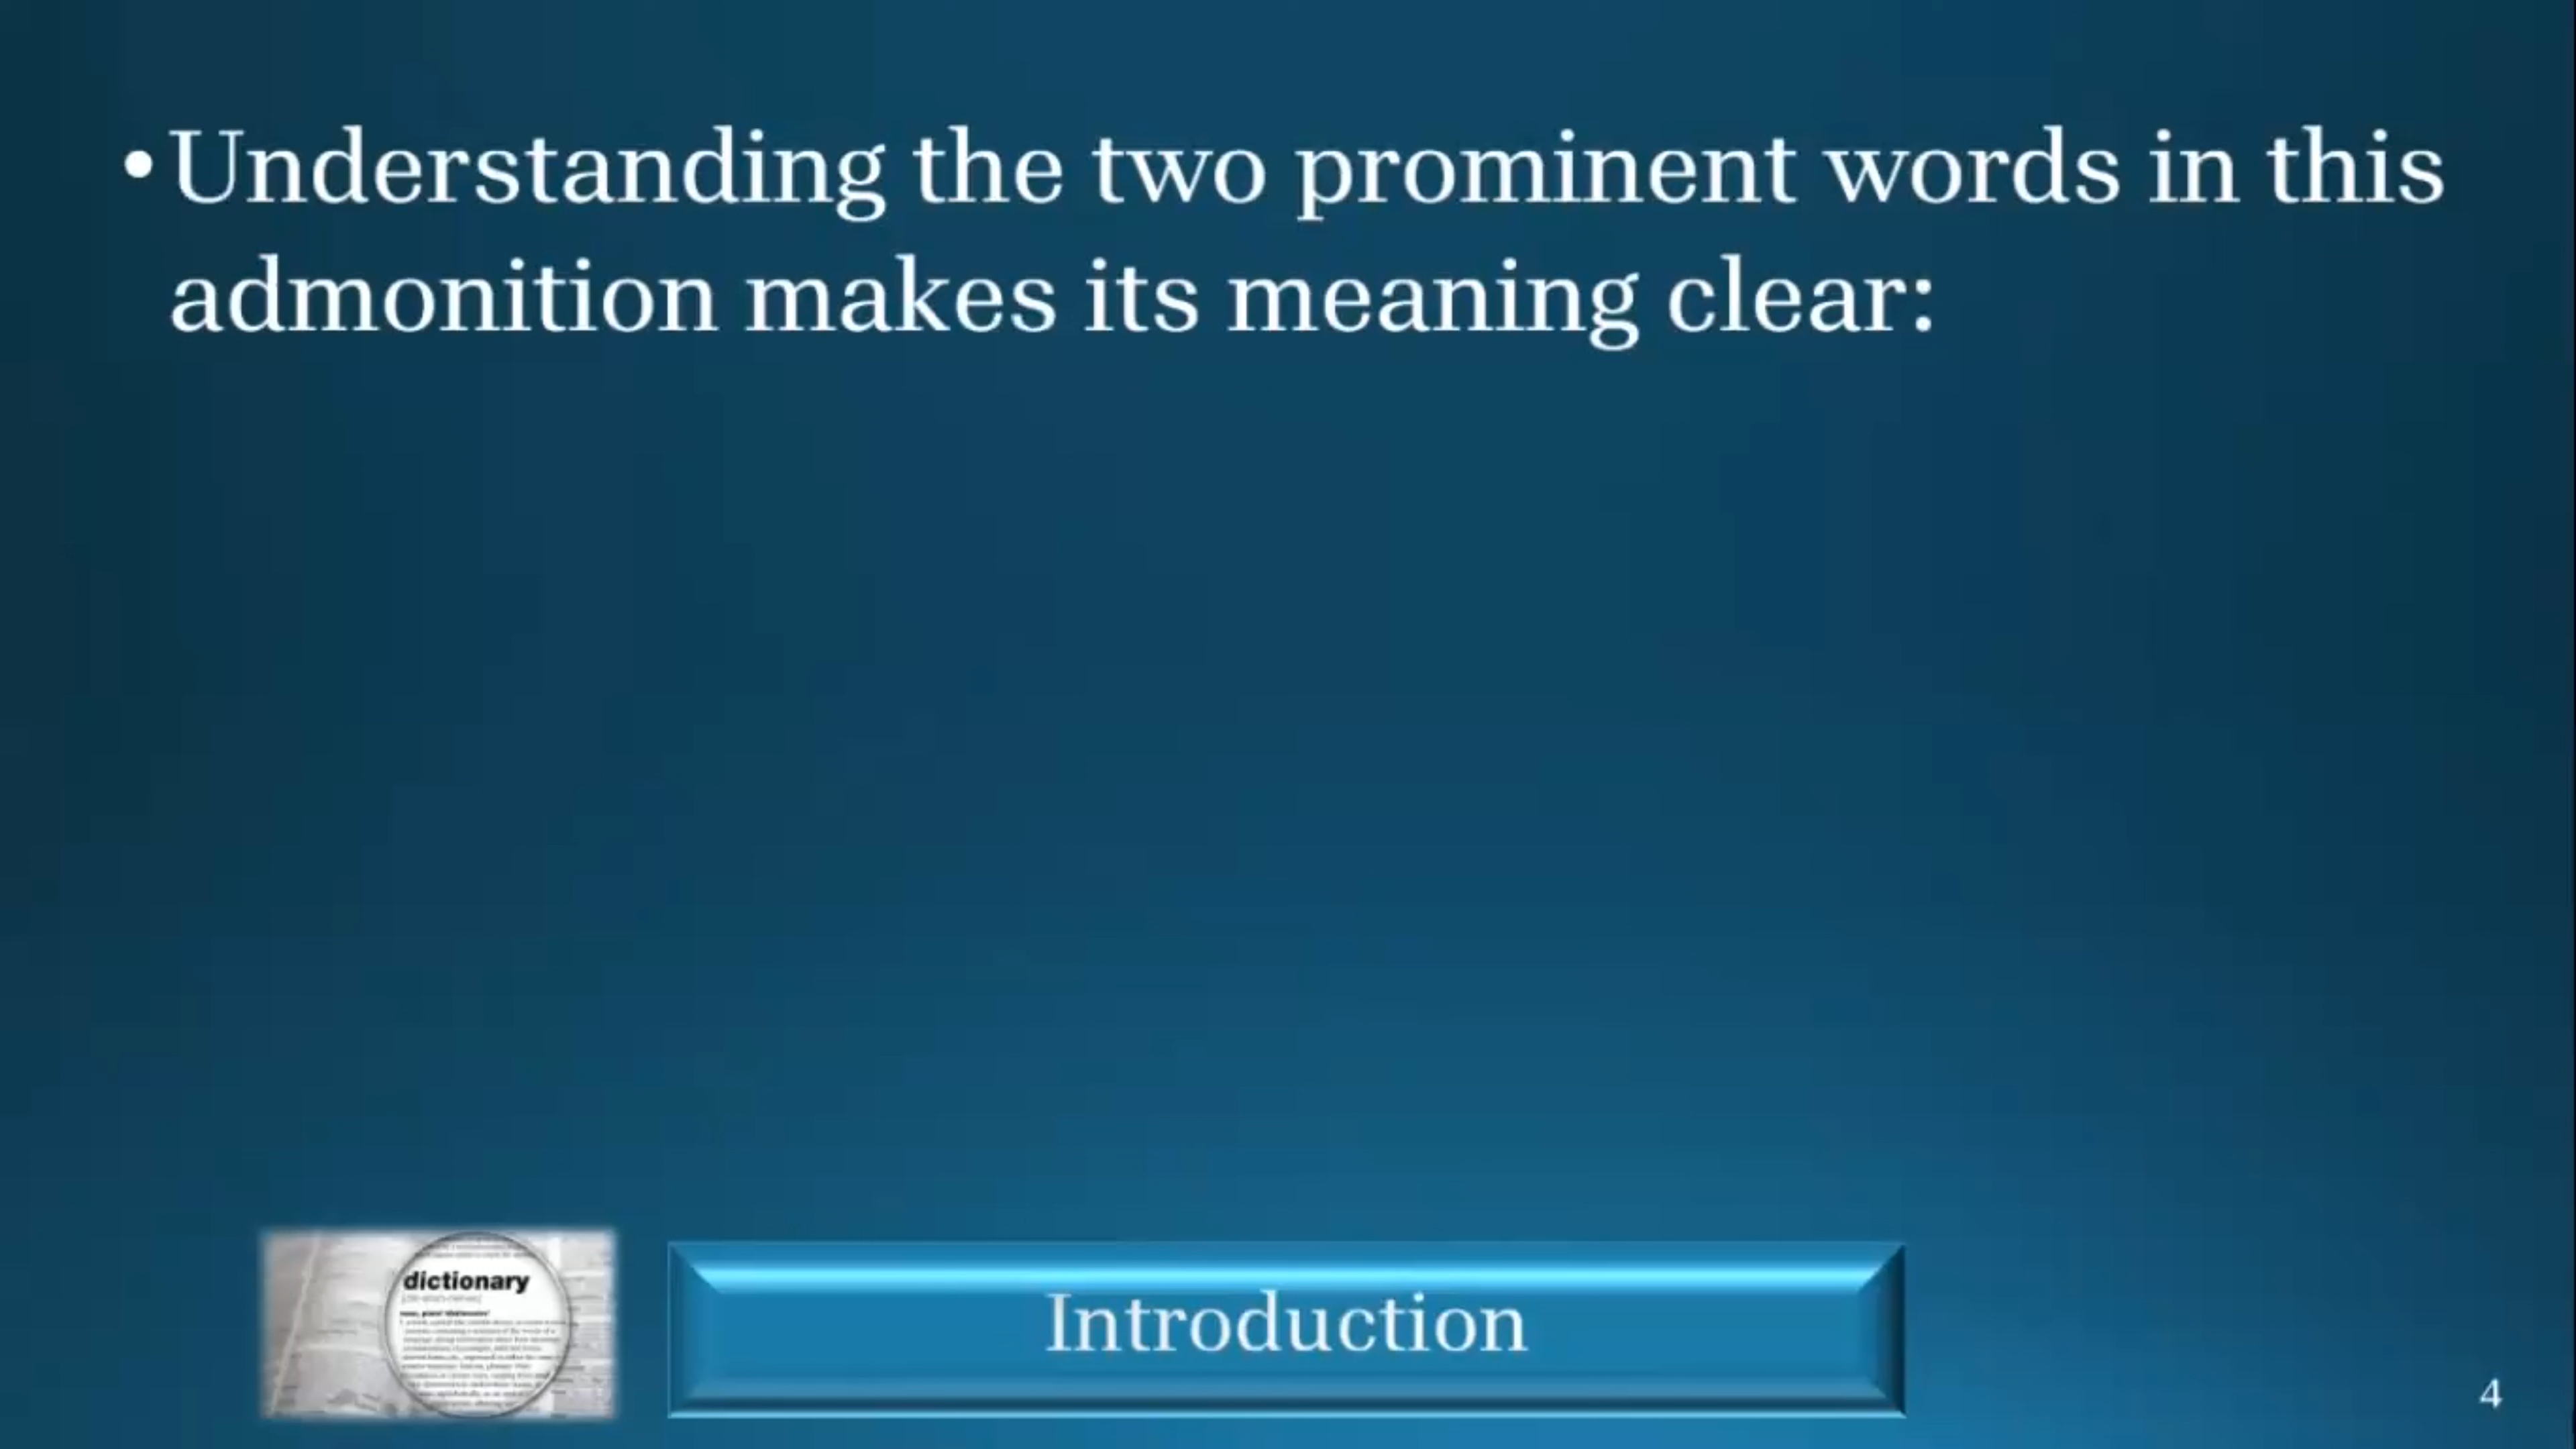 •Understanding the two prominent words in this
admonition makes its meaning clear:
dictionary
Introduction
4